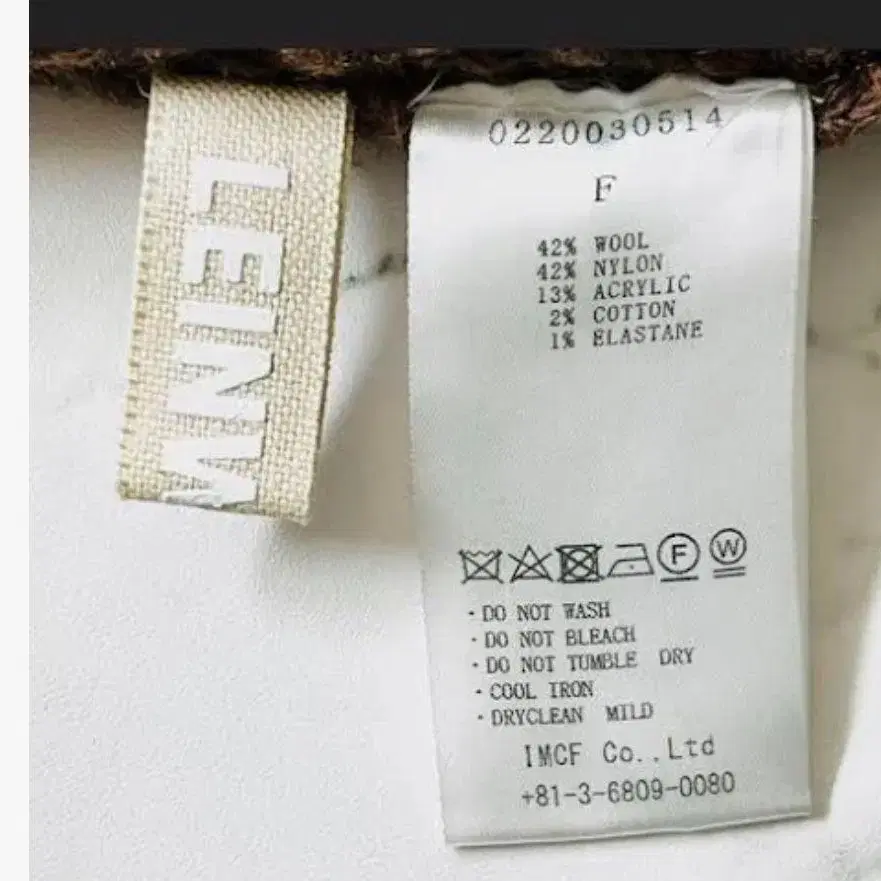 LEINW
0220030514
F
42% WOOL
42% NYLON
13% ACRYLIC
2% COTTON
1% ELASTANE
F W
・DO NOT WASH
・DO NOT BLEACH
・DO NOT TUMBLE DRY
・COOL IRON
・DRYCLEAN MILD
IMCF Co.,Ltd
+81-3-6809-0080